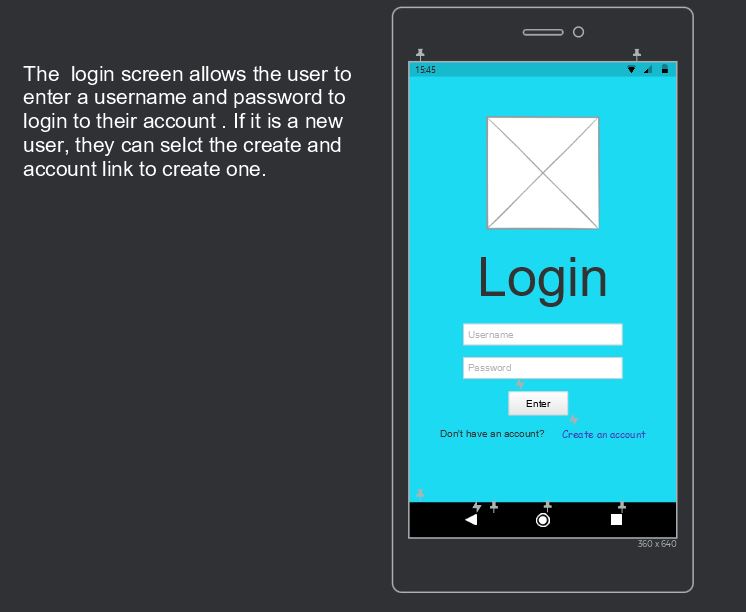 The  login screen allows the user to
enter a username and password to
login to their account . If it is a new
user, they can selct the create and
account link to create one.
15:45
Login
Username
Password
Enter
Don't have an account? Create an account
360 x 640